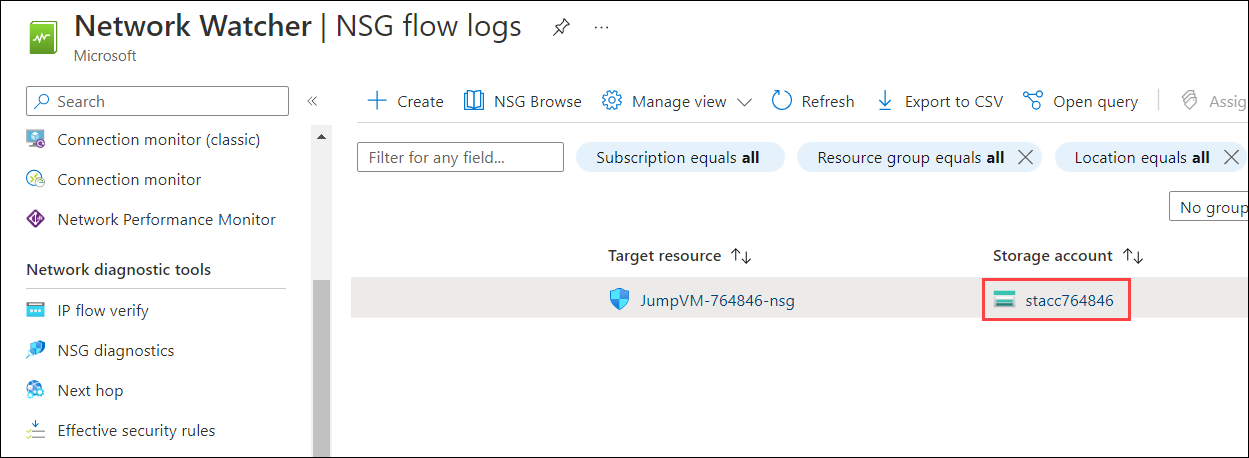 Network Watcher | NSG flow logs ...
Microsoft
Search «
Connection monitor (classic)
Connection monitor
Network Performance Monitor
Network diagnostic tools
IP flow verify
NSG diagnostics
Next hop
Effective security rules
Create NSG Browse Manage view Refresh Export to CSV Open query Assig
Filter for any field... Subscription equals all Resource group equals all Location equals all
No group
Target resource Storage account
JumpVM-764846-nsg stacc764846